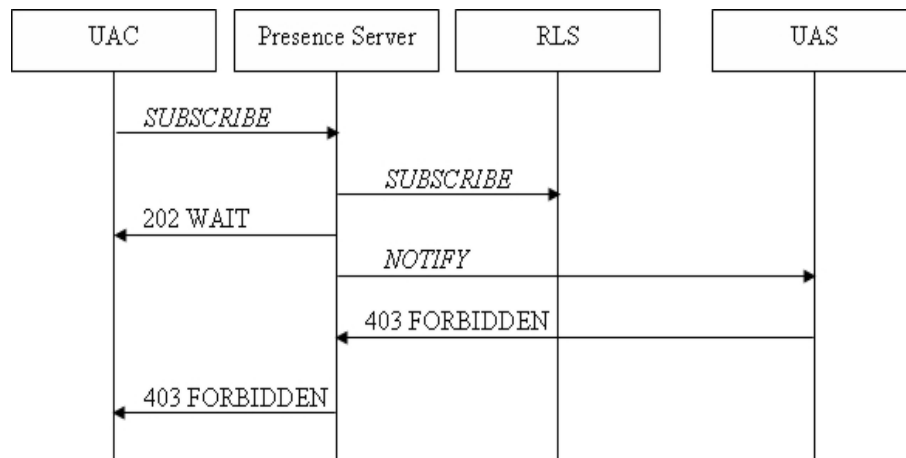 UAC
Presence Server
RLS
UAS
SUBSCRIBE
SUBSCRIBE
202 WAIT
NOTIFY
403 FORBIDDEN
403 FORBIDDEN